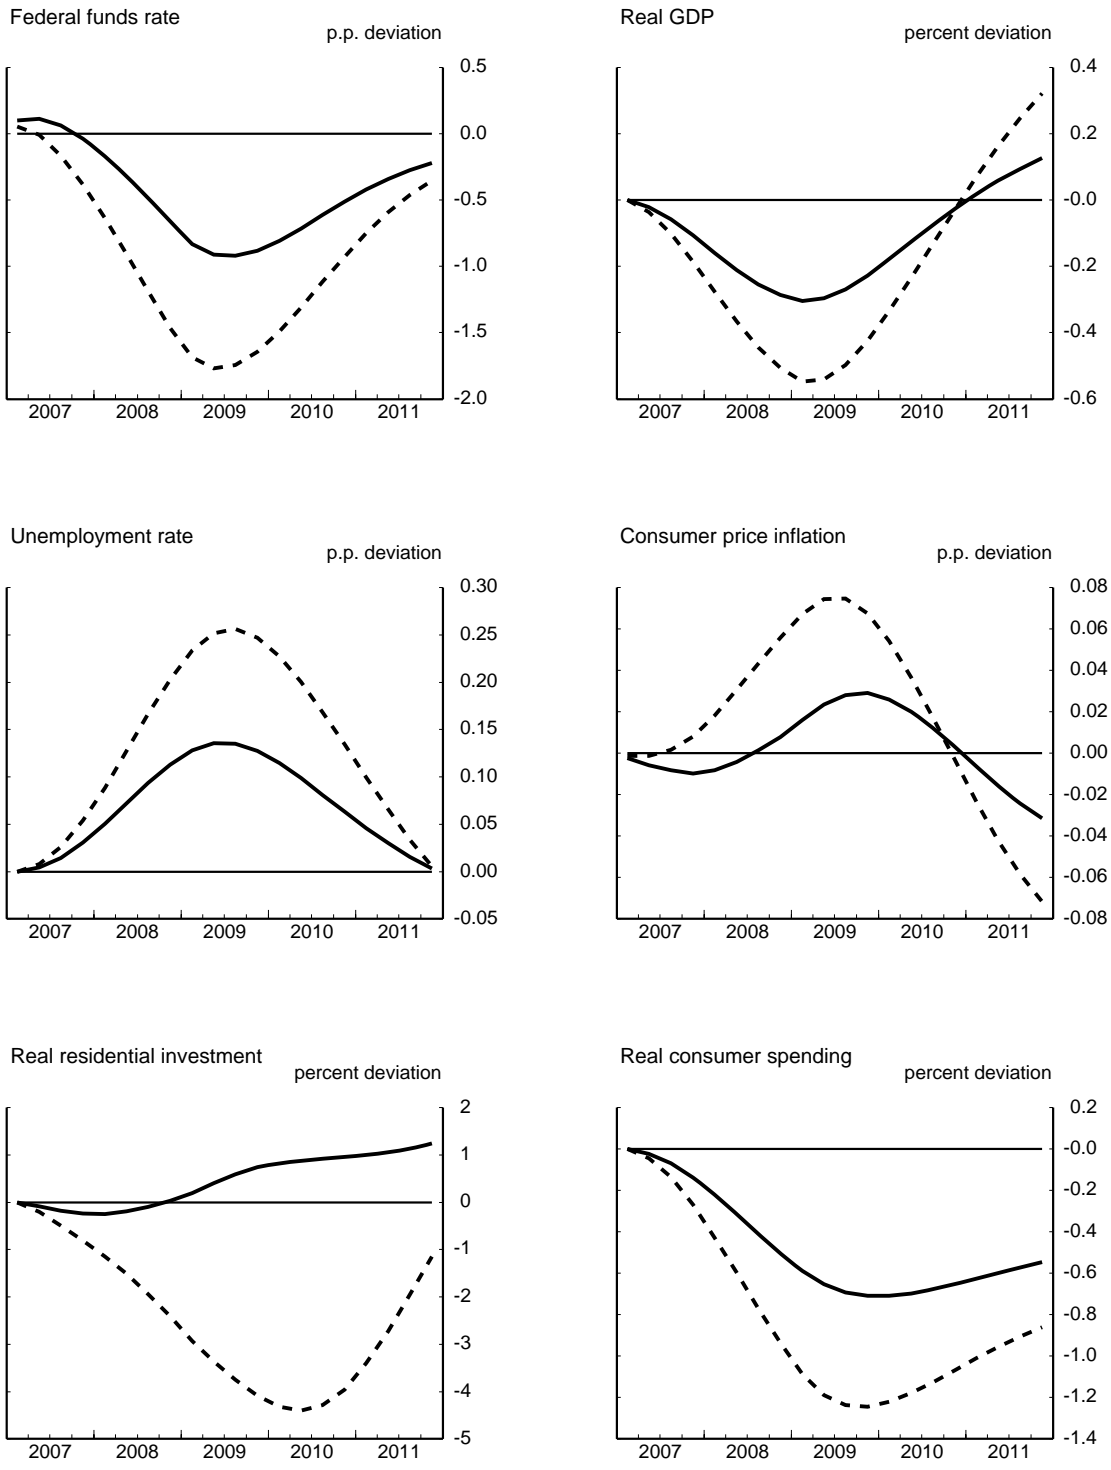 Federal funds rate
p.p. deviation
0.5
0.0
-0.5
-1.0
-1.5
-2.0
2007 2008 2009 2010 2011
Real GDP
percent deviation
0.4
0.2
-0.0
-0.2
-0.4
-0.6
2007 2008 2009 2010 2011
Unemployment rate
p.p. deviation
0.30
0.25
0.20
0.15
0.10
0.05
0.00
-0.05
2007 2008 2009 2010 2011
Consumer price inflation
p.p. deviation
0.08
0.06
0.04
0.02
0.00
-0.02
-0.04
-0.06
-0.08
2007 2008 2009 2010 2011
Real residential investment
percent deviation
2
1
0
-1
-2
-3
-4
-5
2007 2008 2009 2010 2011
Real consumer spending
percent deviation
0.2
-0.0
-0.2
-0.4
-0.6
-0.8
-1.0
-1.2
-1.4
2007 2008 2009 2010 2011